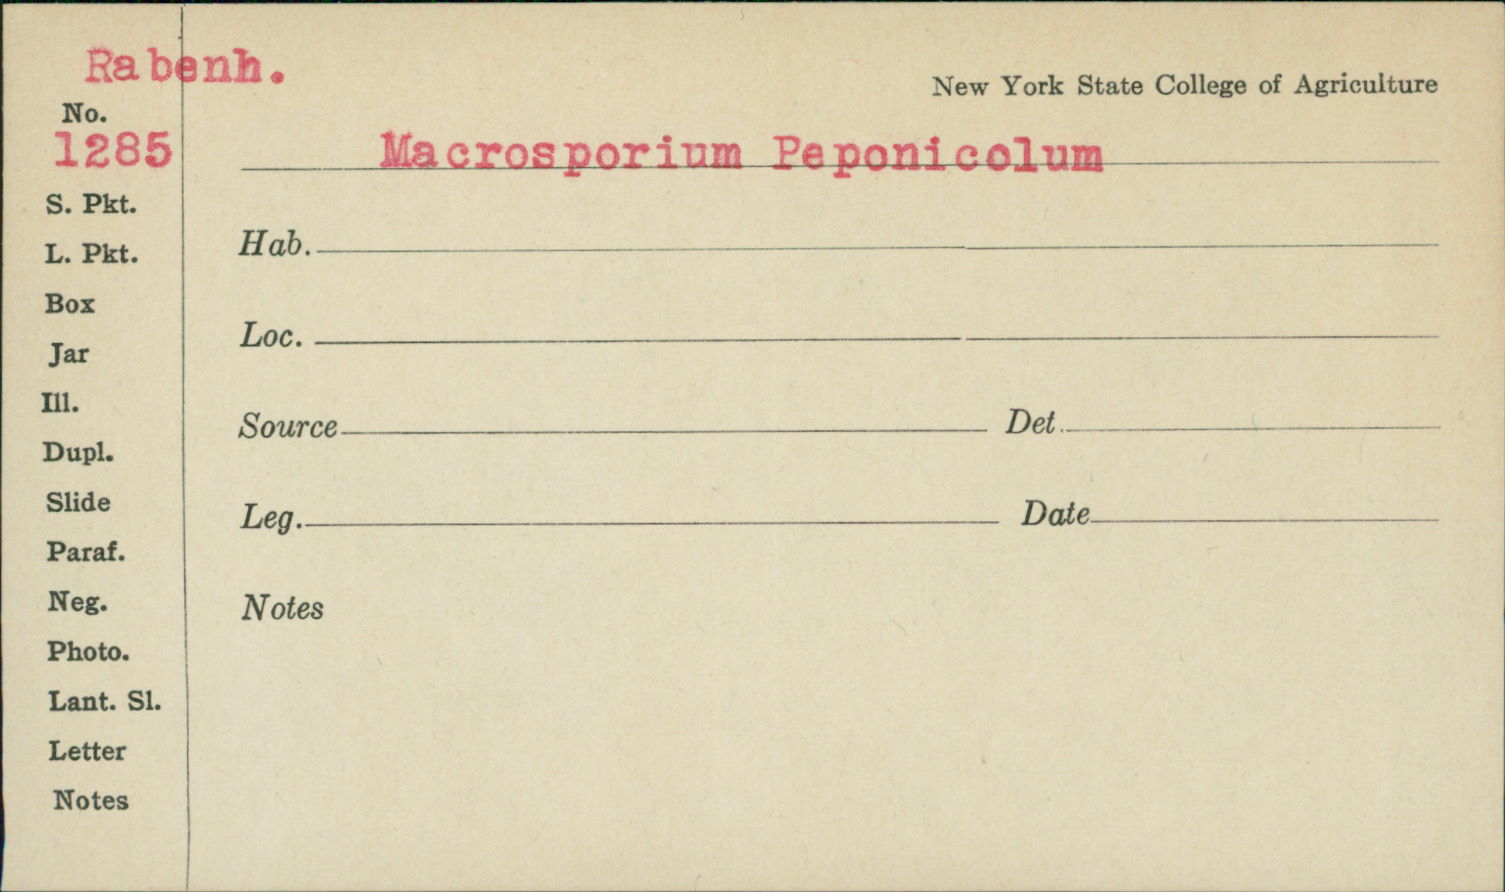 Rabenh.
New York State College of Agriculture
No.
1285
Macrosporium Peponicolum
S. Pkt.
Hab.
L. Pkt.
Box
Loc.
Jar
Ill.
Source Det.
Dupl.
Slide
Leg. Date
Paraf.
Neg.
Notes
Photo.
Lant. Sl.
Letter
Notes